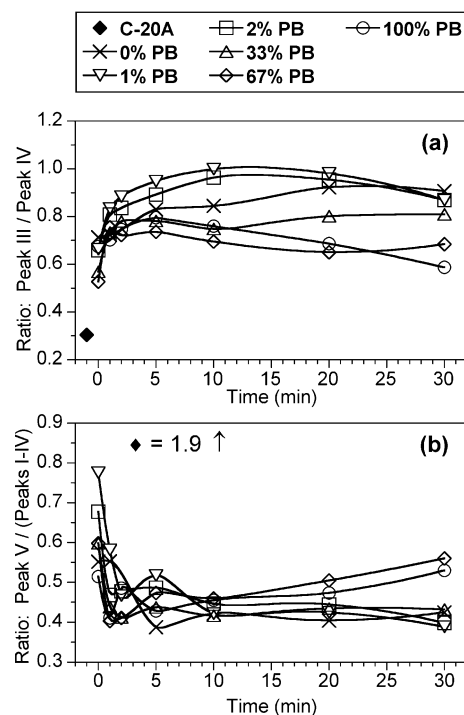 C-20A 2% PB 100% PB
0% PB 33% PB
1% PB 67% PB
(a)
Ratio: Peak III / Peak IV
1.2
1.0
0.8
0.6
0.4
0.2
0 5 10 15 20 25 30
Time (min)
(b)
◆ = 1.9 ↑
Ratio: Peak V / (Peaks I-IV)
0.9
0.8
0.7
0.6
0.5
0.4
0.3
0 5 10 15 20 25 30
Time (min)